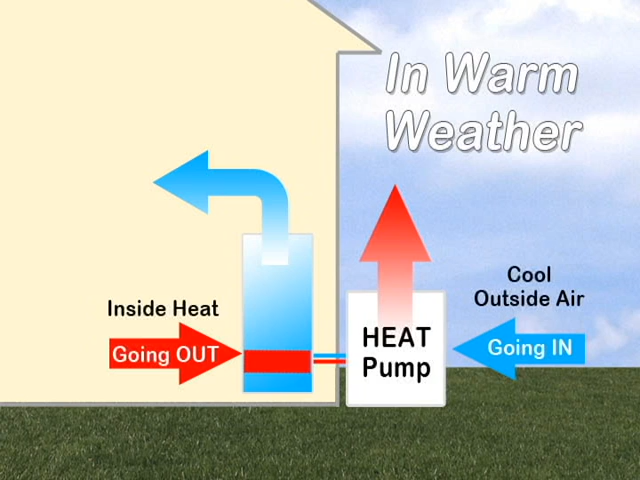 In Warm
Weather
Cool
Outside Air
Inside Heat
Going OUT
HEAT
Pump
Going IN